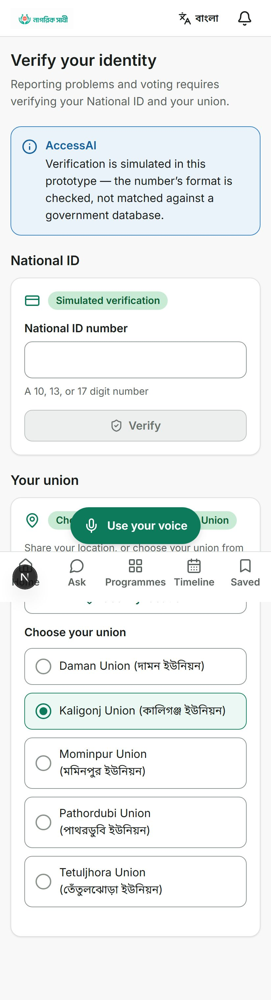 নাগরিক সাথী
বাংলা
Verify your identity
Reporting problems and voting requires
verifying your National ID and your union.
AccessAI
Verification is simulated in this
prototype — the number’s format is
checked, not matched against a
government database.
National ID
Simulated verification
National ID number
A 10, 13, or 17 digit number
Verify
Your union
Union
Use your voice
Share your location, or choose your union from
N
Home
Ask
Programmes
Timeline
Saved
Choose your union
Daman Union (দামন ইউনিয়ন)
Kaligonj Union (কালিগঞ্জ ইউনিয়ন)
Mominpur Union
(মমিনপুর ইউনিয়ন)
Pathordubi Union
(পাথরডুবি ইউনিয়ন)
Tetuljhora Union
(তেঁতুলঝোড়া ইউনিয়ন)